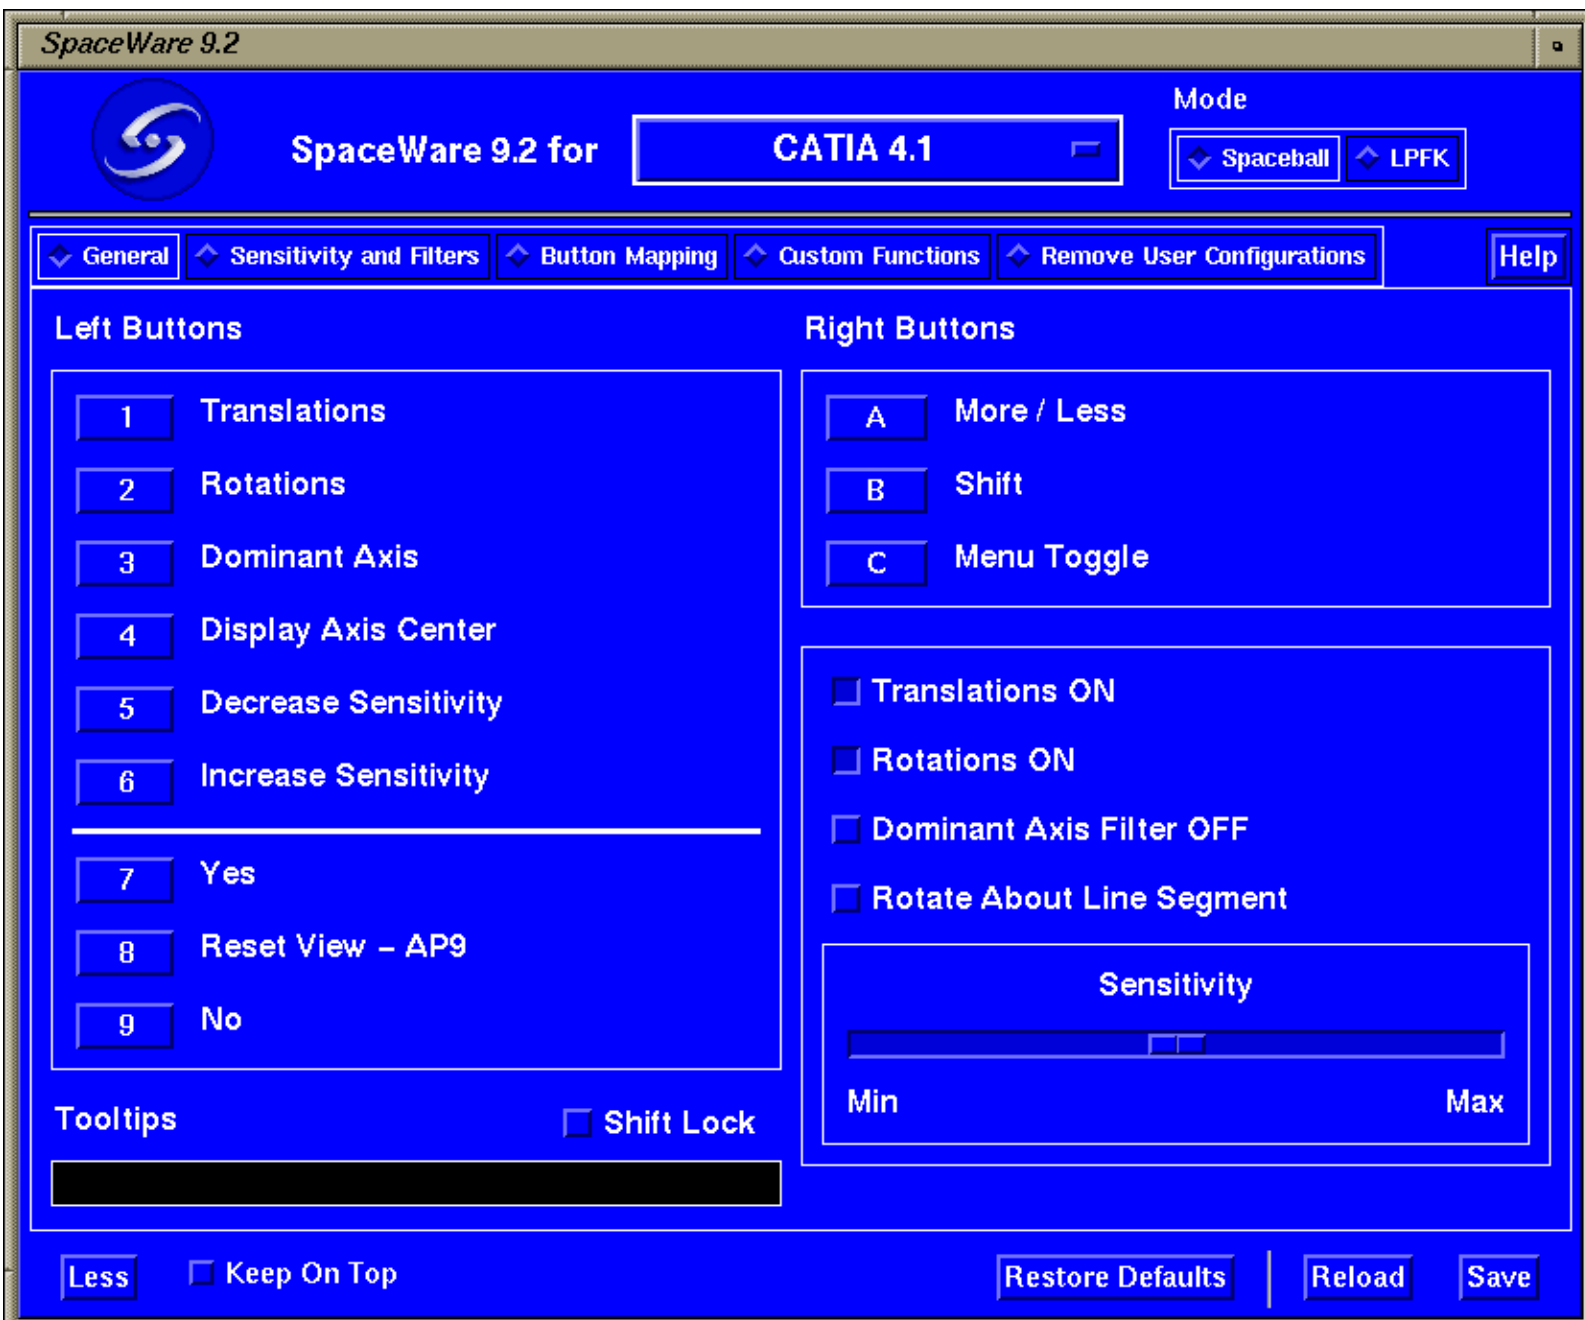 SpaceWare 9.2
Mode
SpaceWare 9.2 for CATIA 4.1 Spaceball LPFK
General Sensitivity and Filters Button Mapping Custom Functions Remove User Configurations Help
Left Buttons
1 Translations
2 Rotations
3 Dominant Axis
4 Display Axis Center
5 Decrease Sensitivity
6 Increase Sensitivity
7 Yes
8 Reset View – AP9
9 No
Tooltips Shift Lock
Right Buttons
A More / Less
B Shift
C Menu Toggle
Translations ON
Rotations ON
Dominant Axis Filter OFF
Rotate About Line Segment
Sensitivity
Min Max
Less Keep On Top Restore Defaults Reload Save